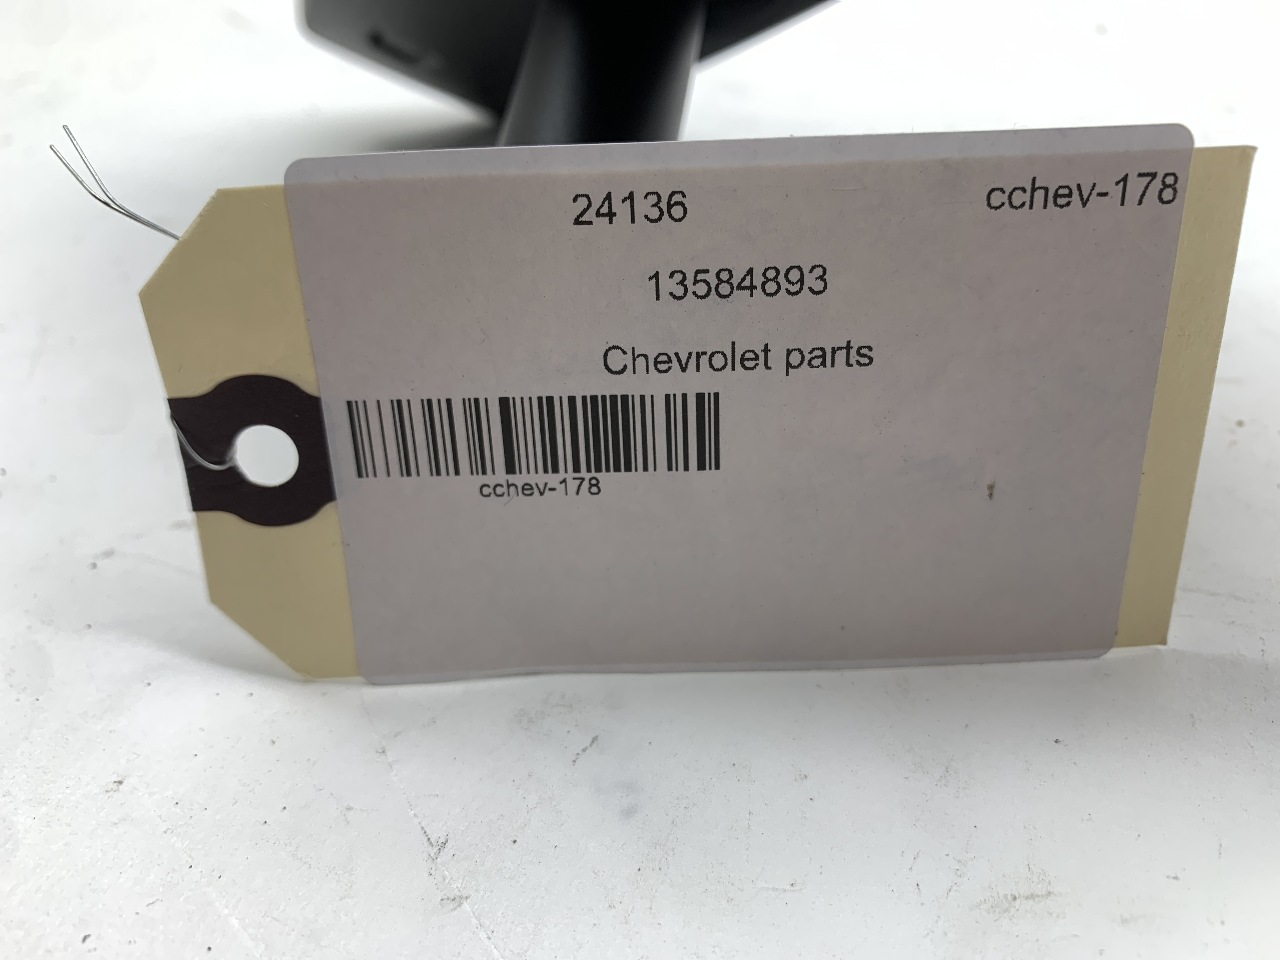 24136 cchev-178
13584893
Chevrolet parts
cchev-178